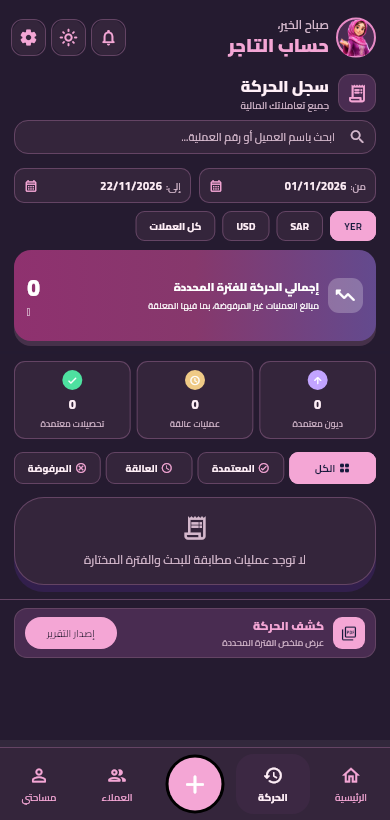 صباح الخير،
حساب التاجر
سجل الحركة
جميع تعاملاتك المالية
ابحث باسم العميل أو رقم العملية...
من: 01/11/2026
إلى: 22/11/2026
YER
SAR
USD
كل العملات
إجمالي الحركة للفترة المحددة
مبالغ العمليات غير المرفوضة، بما فيها المعلقة
0
0
ديون معتمدة
0
عمليات عالقة
0
تحصيلات معتمدة
الكل
المعتمدة
العالقة
المرفوضة
لا توجد عمليات مطابقة للبحث والفترة المختارة
PDF
كشف الحركة
عرض ملخص الفترة المحددة
إصدار التقرير
الرئيسية
الحركة
العملاء
مساحتي